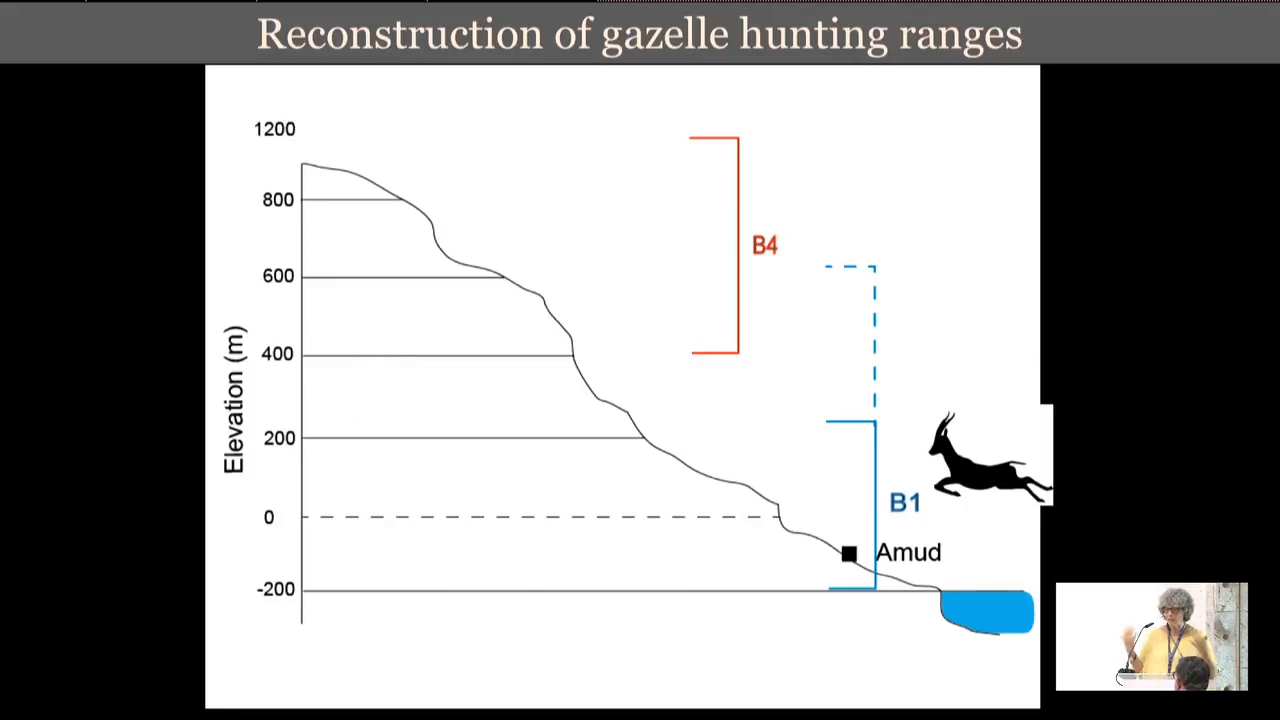 Reconstruction of gazelle hunting ranges
1200
800
B4
600
400
Elevation (m)
200
B1
0
Amud
-200